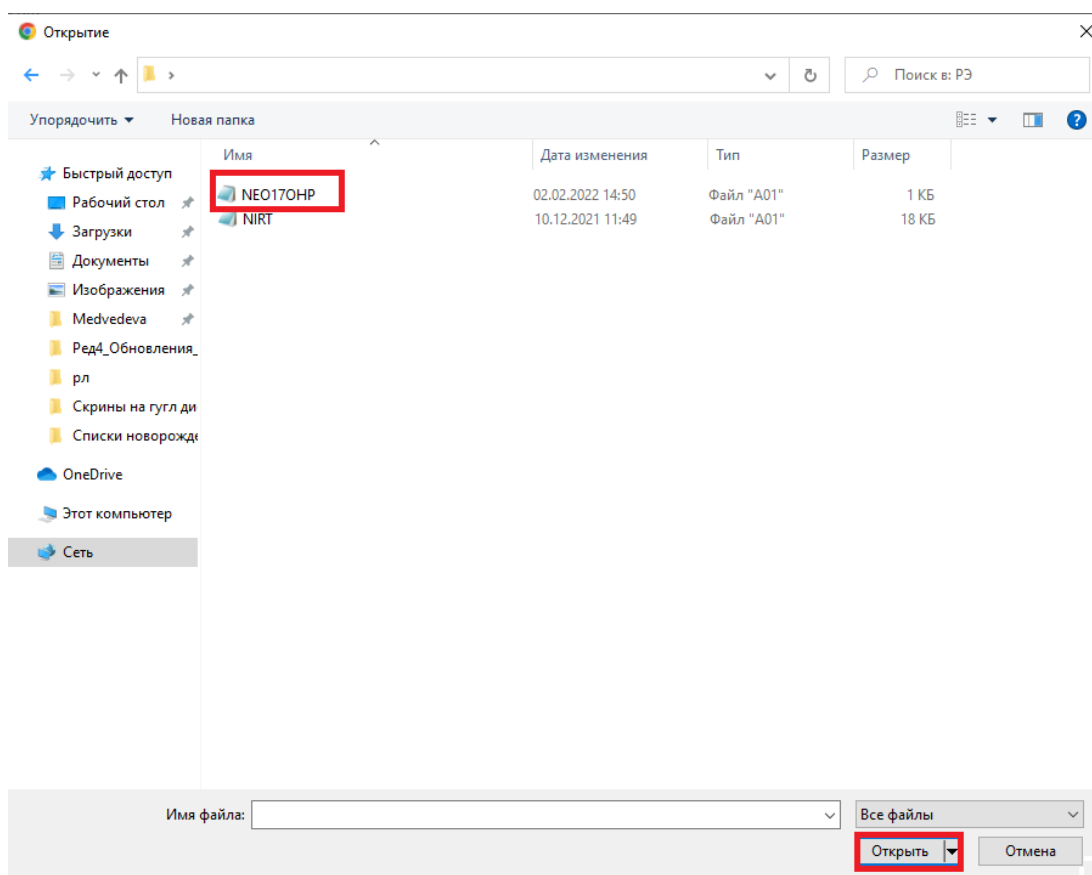 Открытие
Поиск в: РЭ
Упорядочить
Новая папка
Имя
Дата изменения
Тип
Размер
Быстрый доступ
Рабочий стол
Загрузки
Документы
Изображения
Medvedeva
Ред4_Обновления_
рл
Скрины на гугл ди
Списки новорожде
OneDrive
Этот компьютер
Сеть
NEO17OHP 02.02.2022 14:50 Файл "A01" 1 КБ
NIRT 10.12.2021 11:49 Файл "A01" 18 КБ
Имя файла:
Все файлы
Открыть
Отмена